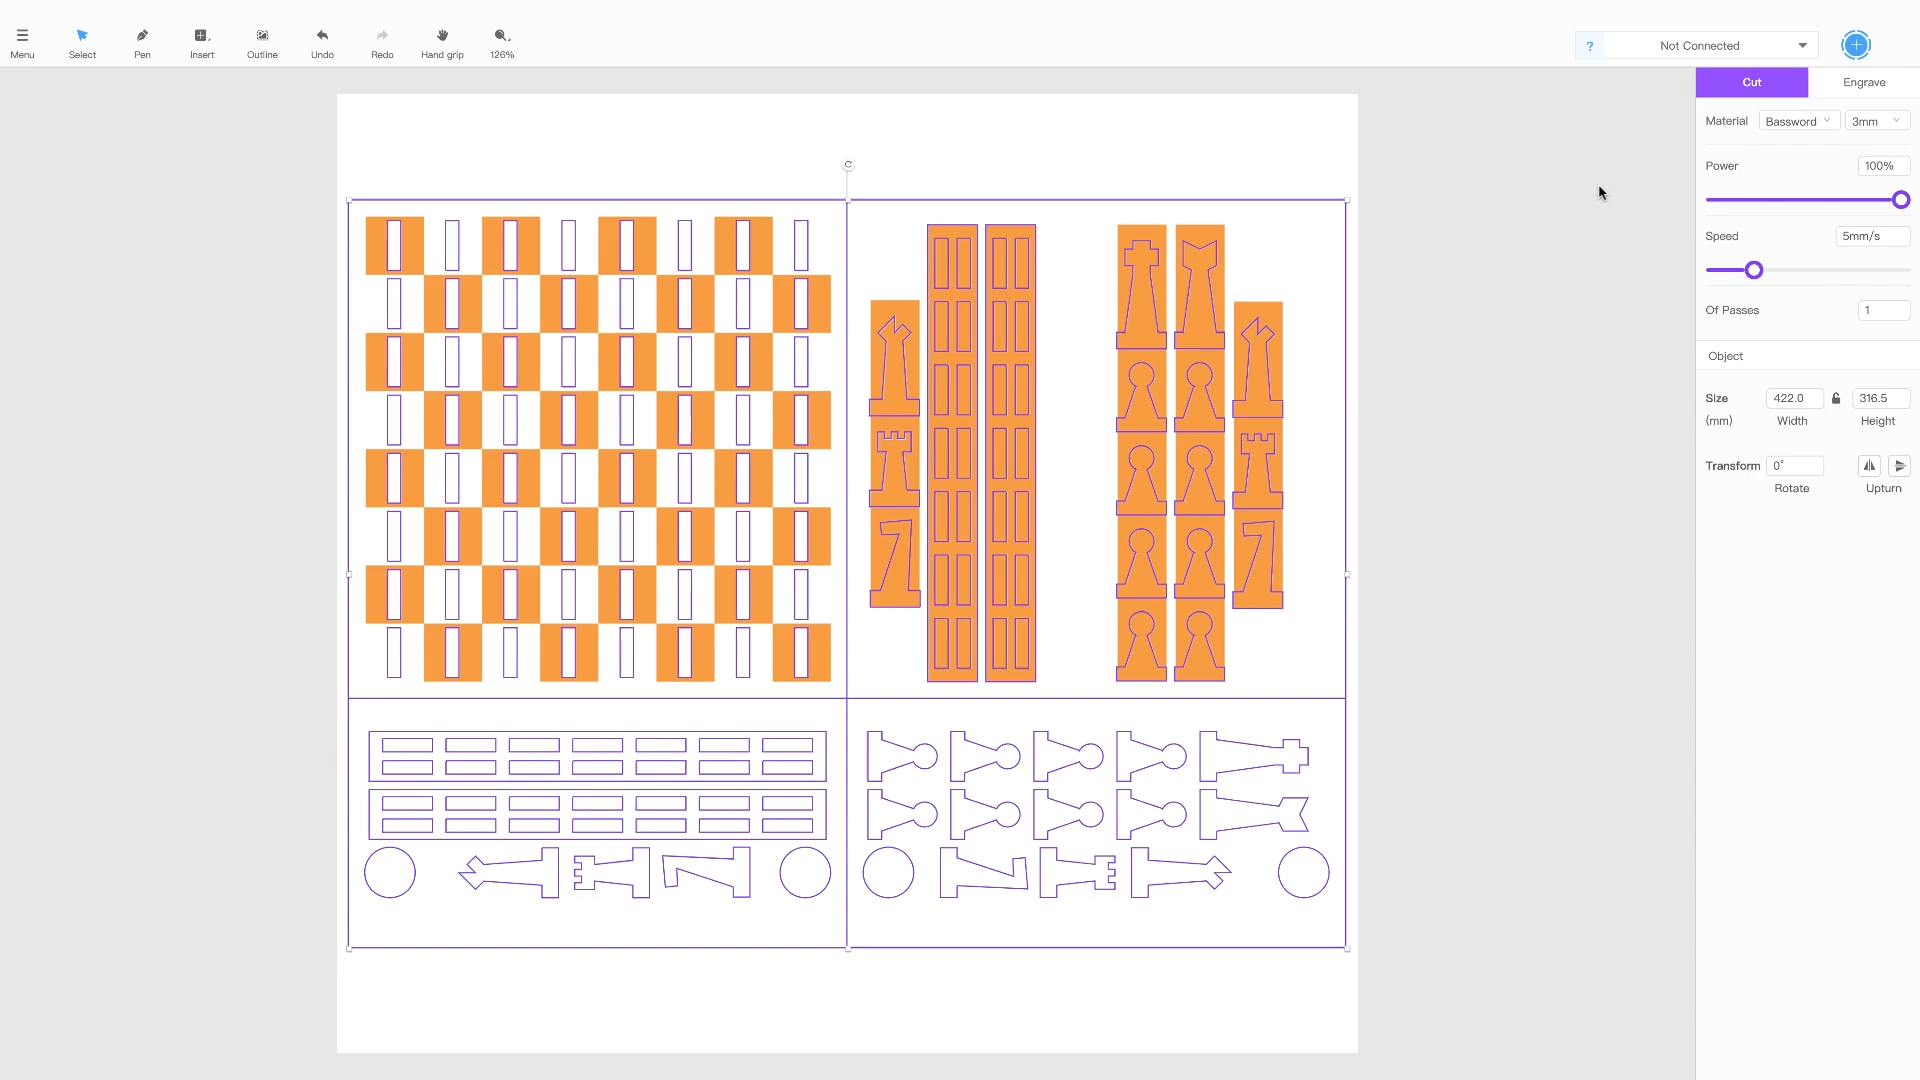 Menu
Select
Pen
Insert
Outline
Undo
Redo
Hand grip
126%
?
Not Connected
Cut
Engrave
Material
Bassword
3mm
Power
100%
Speed
5mm/s
Of Passes
1
Object
Size
422.0
316.5
(mm)
Width
Height
Transform
0°
Rotate
Upturn